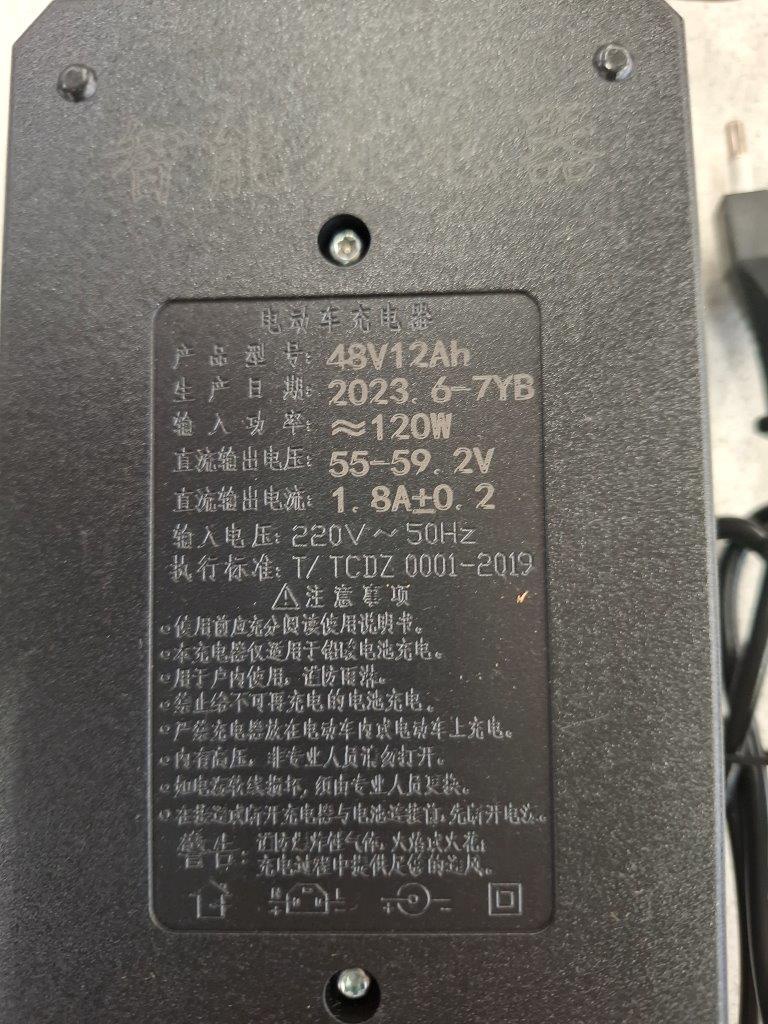 智能充电器
电动车充电器
产品型号: 48V12Ah
生产日期: 2023.6-7YB
输入功率: ≈120W
直流输出电压: 55-59.2V
直流输出电流: 1.8A±0.2
输入电压: 220V～50Hz
执行标准: T/TCDZ 0001-2019
⚠注意事项
•使用前应充分阅读使用说明书。
•本充电器仅适用于铅酸电池充电。
•用于户内使用，谨防雨淋。
•禁止给不可再充电的电池充电。
•严禁充电器放在电动车内或电动车上充电。
•内有高压，非专业人员请勿打开。
•如电源软线损坏，须由专业人员更换。
•在接通或断开充电器与电池连接前，先断开电源。
警告: 谨防爆炸性气体，火焰或火花；
充电过程中提供足够的通风。